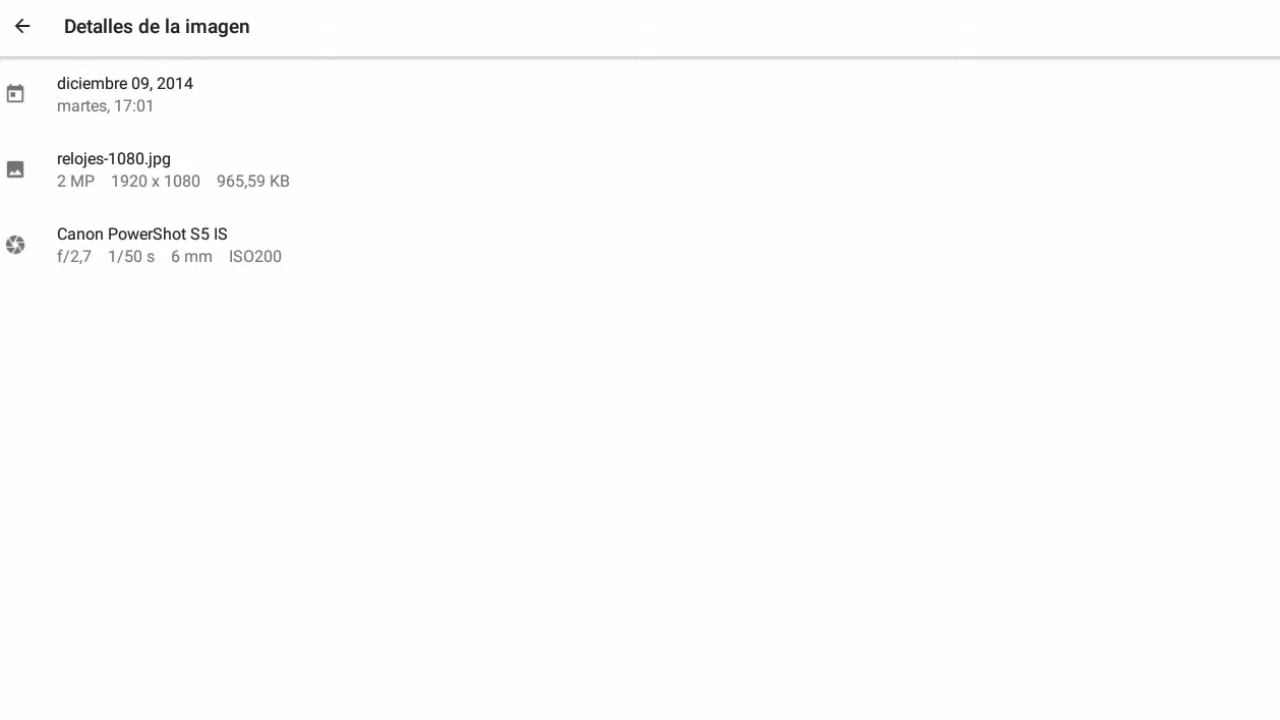 Detalles de la imagen
diciembre 09, 2014
martes, 17:01
relojes-1080.jpg
2 MP 1920 x 1080 965,59 KB
Canon PowerShot S5 IS
f/2,7 1/50 s 6 mm ISO200